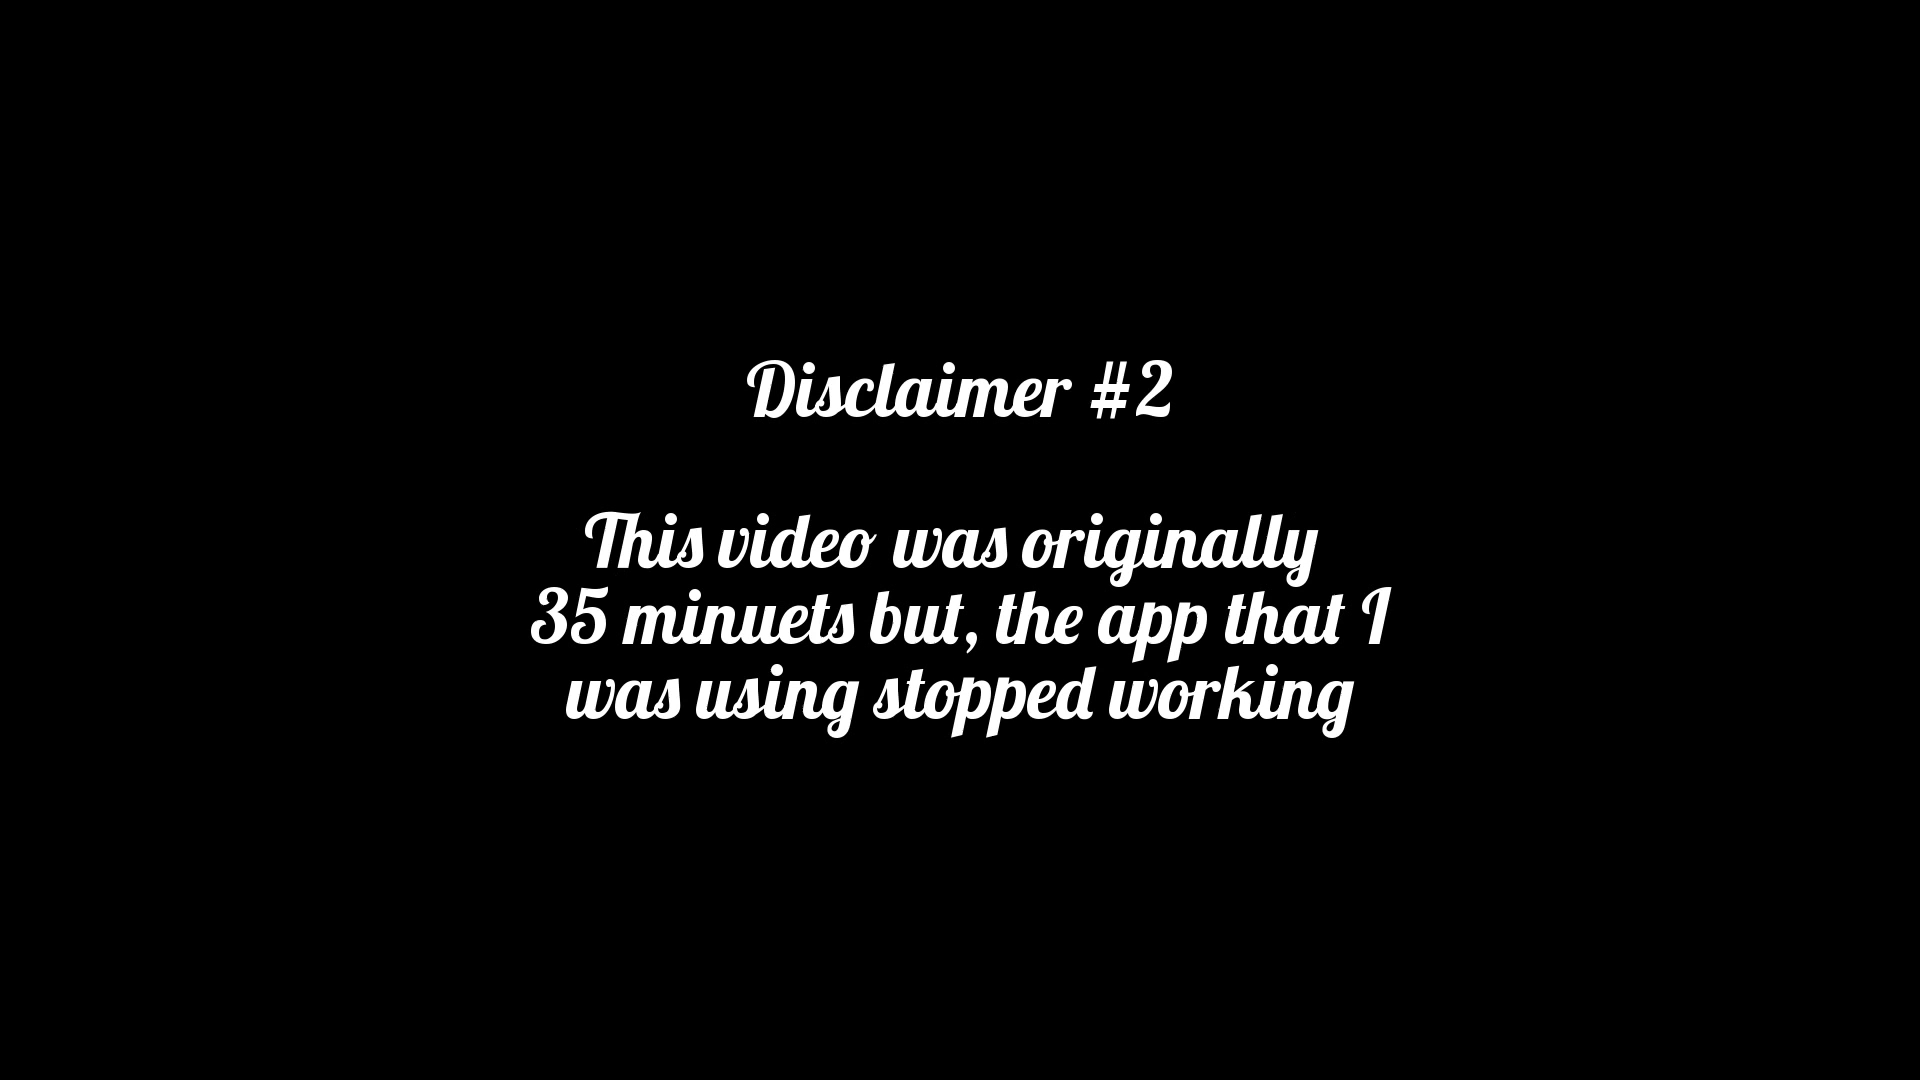 Disclaimer #2
This video was originally
35 minuets but, the app that I
was using stopped working